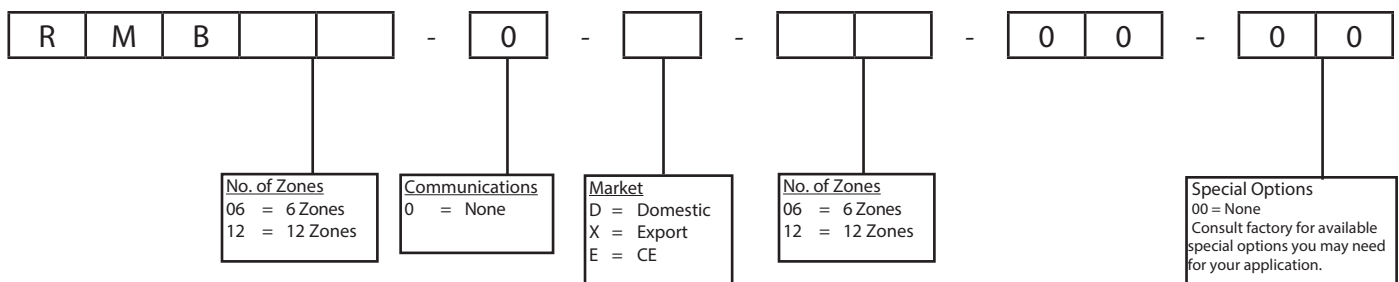 R M B - 0 - - - 0 0 - 0 0
No. of Zones
06 = 6 Zones
12 = 12 Zones
Communications
0 = None
Market
D = Domestic
X = Export
E = CE
No. of Zones
06 = 6 Zones
12 = 12 Zones
Special Options
00 = None
Consult factory for available
special options you may need
for your application.